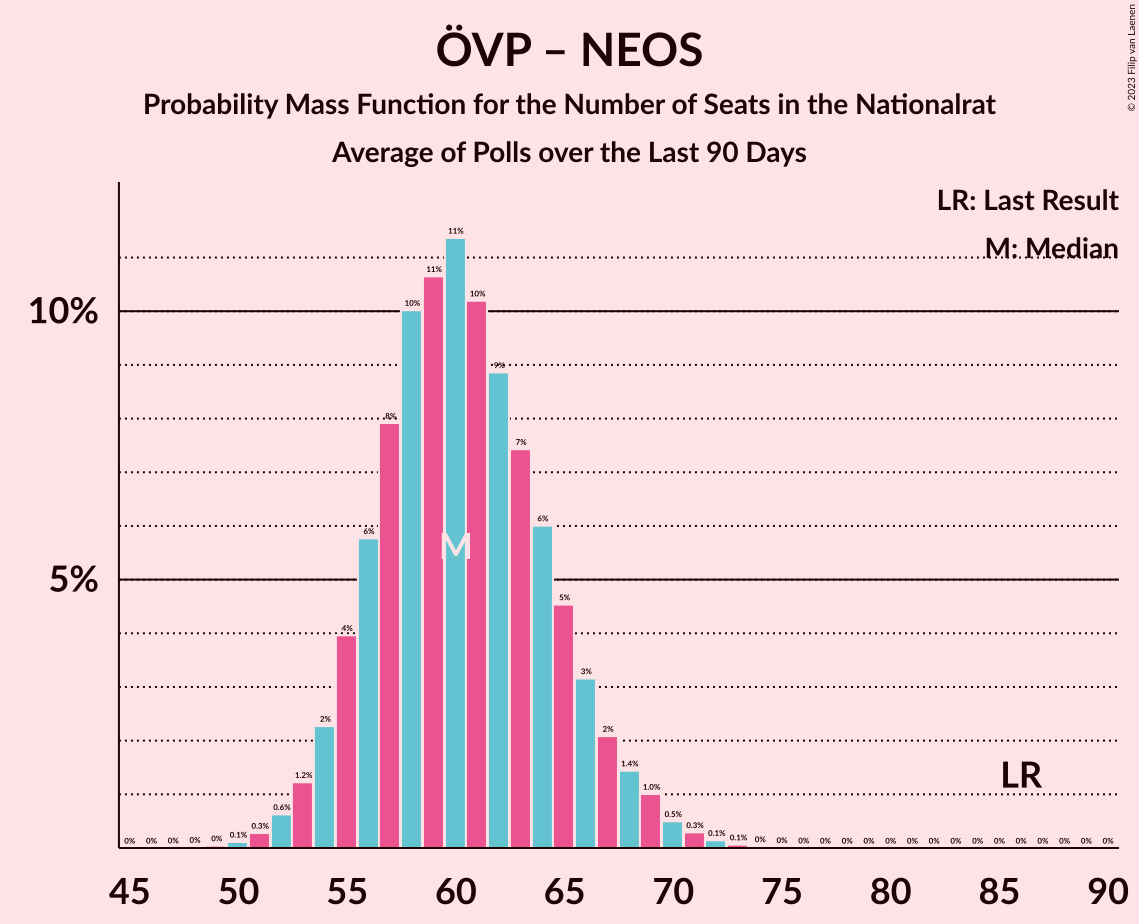 ÖVP – NEOS
Probability Mass Function for the Number of Seats in the Nationalrat
Average of Polls over the Last 90 Days
© 2023 Filip van Laenen
LR: Last Result
M: Median
10%
5%
0% 0% 0% 0% 0% 0.1% 0.3% 0.6% 1.2% 2% 4% 6% 8% 10% 11% 11% 10% 9% 7% 6% 5% 3% 2% 1.4% 1.0% 0.5% 0.3% 0.1% 0.1% 0% 0% 0% 0% 0% 0% 0% 0% 0% 0% 0% 0% 0% 0% 0% 0% 0%
M
LR
45 50 55 60 65 70 75 80 85 90